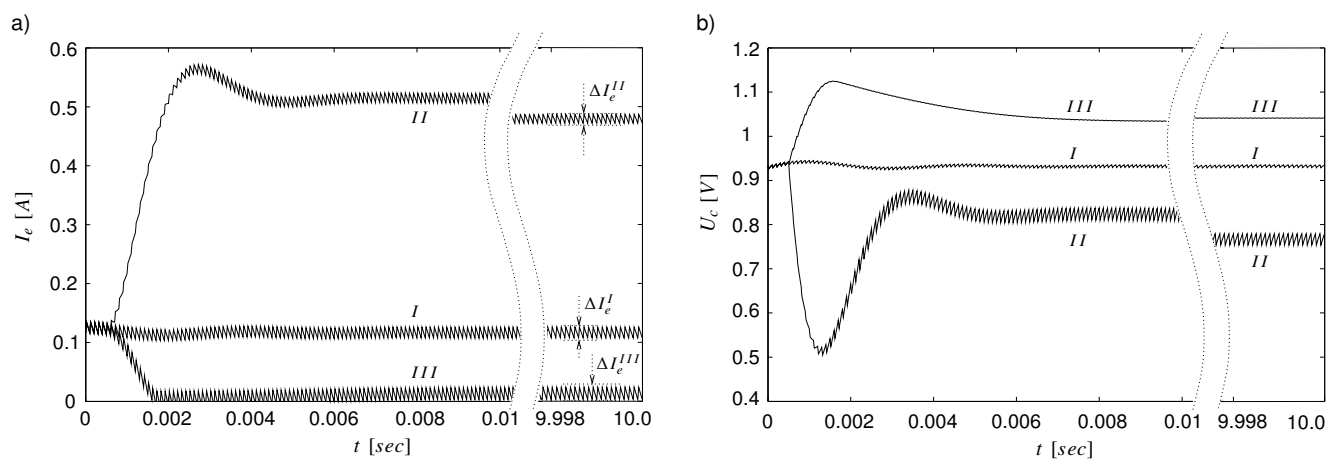 a)
0.6
0.5
0.4
0.3
0.2
0.1
0
I_e [A]
0
0.002
0.004
0.006
0.008
0.01
9.998
10.0
t [sec]
II
ΔI_e^{II}
I
ΔI_e^{I}
III
ΔI_e^{III}
b)
1.2
1.1
1
0.9
0.8
0.7
0.6
0.5
0.4
U_c [V]
0
0.002
0.004
0.006
0.008
0.01
9.998
10.0
t [sec]
III
III
I
I
II
II